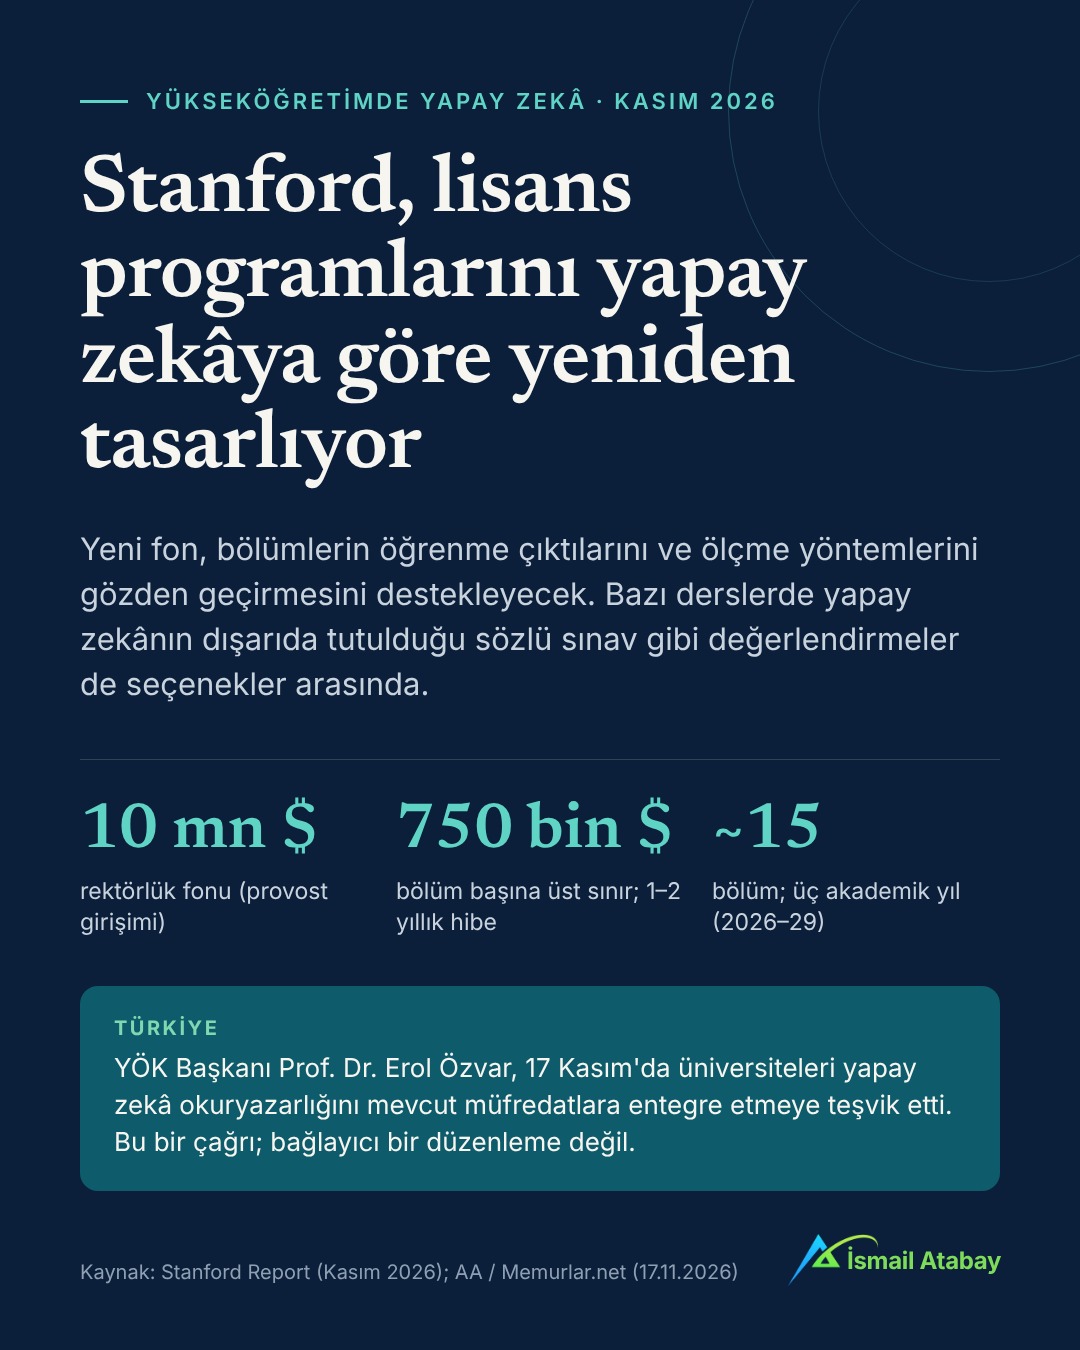 YÜKSEKÖĞRETİMDE YAPAY ZEKÂ · KASIM 2026
Stanford, lisans
programlarını yapay
zekâya göre yeniden
tasarlıyor
Yeni fon, bölümlerin öğrenme çıktılarını ve ölçme yöntemlerini
gözden geçirmesini destekleyecek. Bazı derslerde yapay
zekânın dışarıda tutulduğu sözlü sınav gibi değerlendirmeler
de seçenekler arasında.
10 mn $
rektörlük fonu (provost
girişimi)
750 bin $
bölüm başına üst sınır; 1–2
yıllık hibe
~15
bölüm; üç akademik yıl
(2026–29)
TÜRKİYE
YÖK Başkanı Prof. Dr. Erol Özvar, 17 Kasım'da üniversiteleri yapay
zekâ okuryazarlığını mevcut müfredatlara entegre etmeye teşvik etti.
Bu bir çağrı; bağlayıcı bir düzenleme değil.
Kaynak: Stanford Report (Kasım 2026); AA / Memurlar.net (17.11.2026)
İsmail Atabay